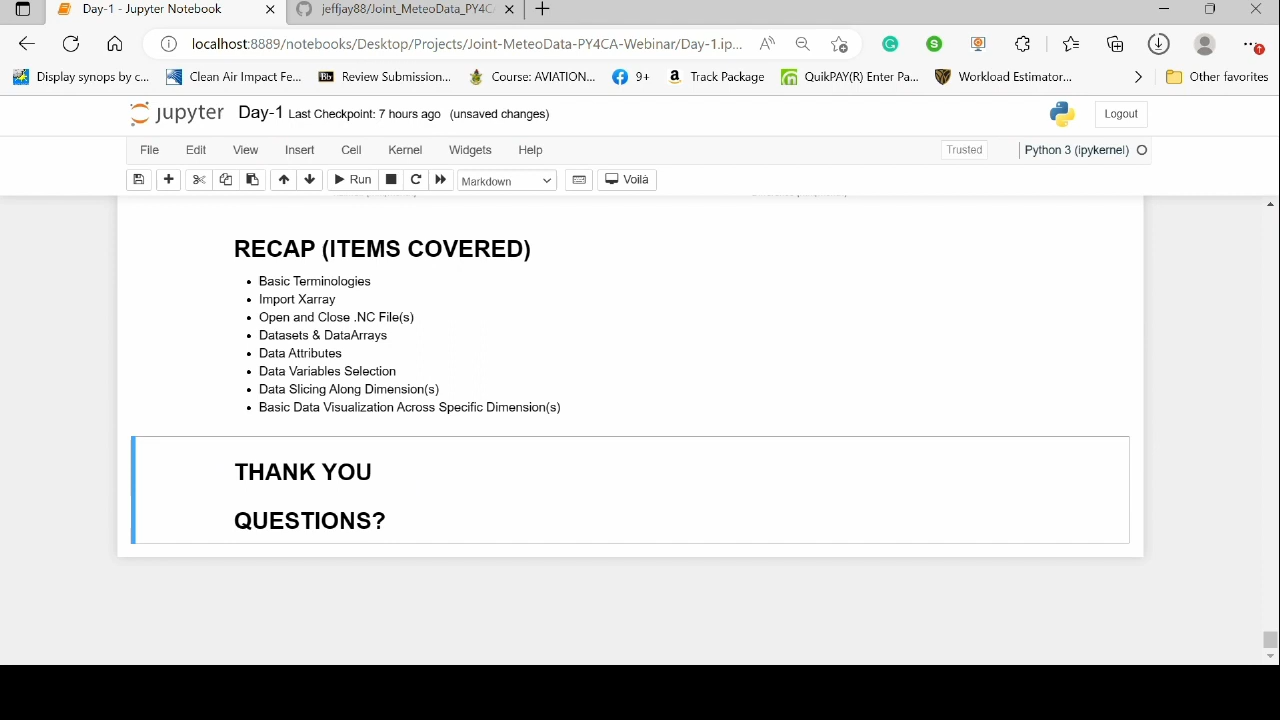 Day-1 - Jupyter Notebook
jeffjay88/Joint_MeteoData_PY4C
localhost:8889/notebooks/Desktop/Projects/Joint-MeteoData-PY4CA-Webinar/Day-1.ip...
Display synops by c... Clean Air Impact Fe... Bb Review Submission... Course: AVIATION... 9+ Track Package QuikPAY(R) Enter Pa... Workload Estimator... Other favorites
jupyter Day-1 Last Checkpoint: 7 hours ago (unsaved changes) Logout
File Edit View Insert Cell Kernel Widgets Help Trusted Python 3 (ipykernel)
Run Markdown Voilà
RECAP (ITEMS COVERED)
• Basic Terminologies
• Import Xarray
• Open and Close .NC File(s)
• Datasets & DataArrays
• Data Attributes
• Data Variables Selection
• Data Slicing Along Dimension(s)
• Basic Data Visualization Across Specific Dimension(s)
THANK YOU
QUESTIONS?